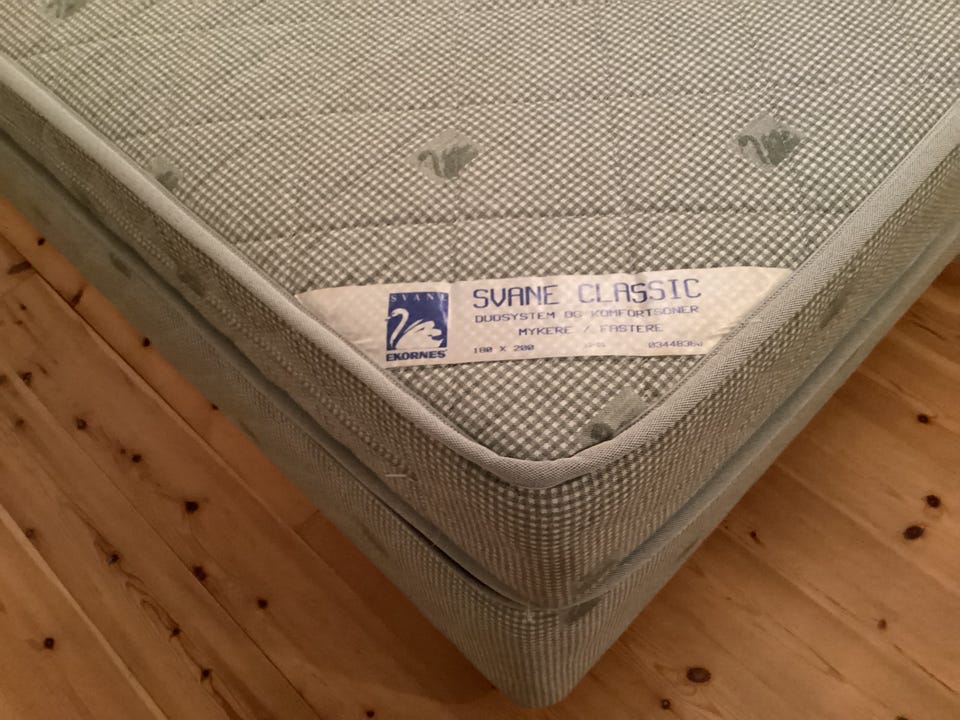 SVANE
EKORNES
SVANE CLASSIC
DUOSYSTEM OG KOMFORTSONER
MYKERE / FASTERE
180 X 200